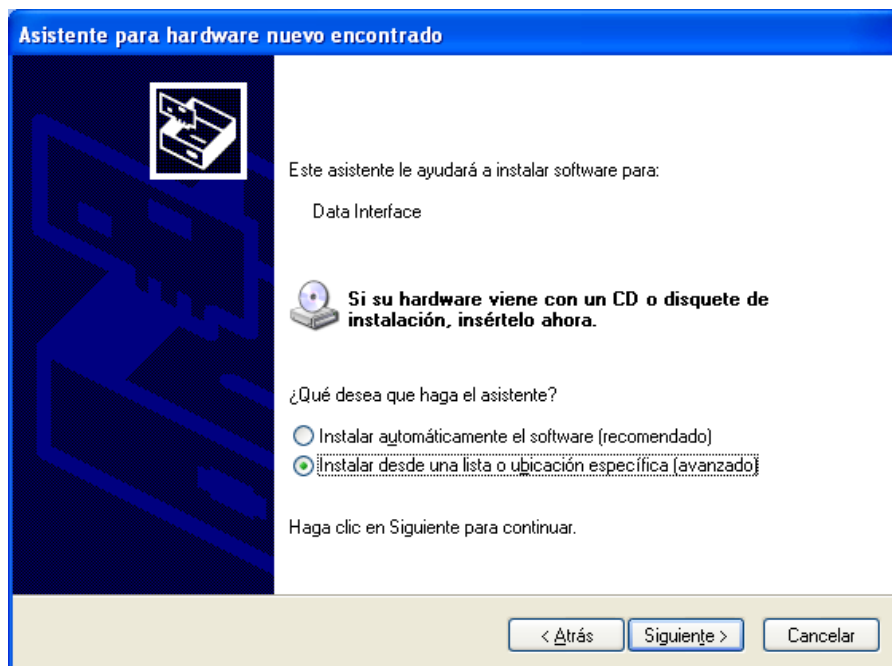 Asistente para hardware nuevo encontrado
Este asistente le ayudará a instalar software para:
Data Interface
Si su hardware viene con un CD o disquete de
instalación, insértelo ahora.
¿Qué desea que haga el asistente?
Instalar automáticamente el software (recomendado)
Instalar desde una lista o ubicación específica (avanzado)
Haga clic en Siguiente para continuar.
< Atrás
Siguiente >
Cancelar